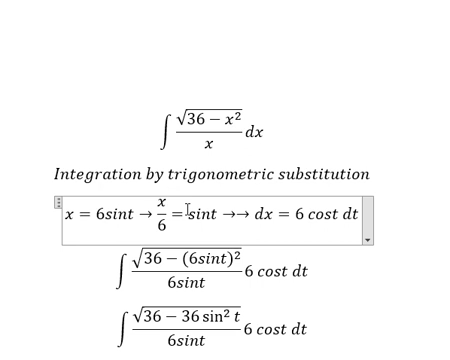 ∫ √(36 − x²) / x dx
Integration by trigonometric substitution
x = 6sint → x/6 = sint →→ dx = 6 cost dt
∫ √(36 − (6sint)²) / 6sint 6 cost dt
∫ √(36 − 36 sin² t) / 6sint 6 cost dt